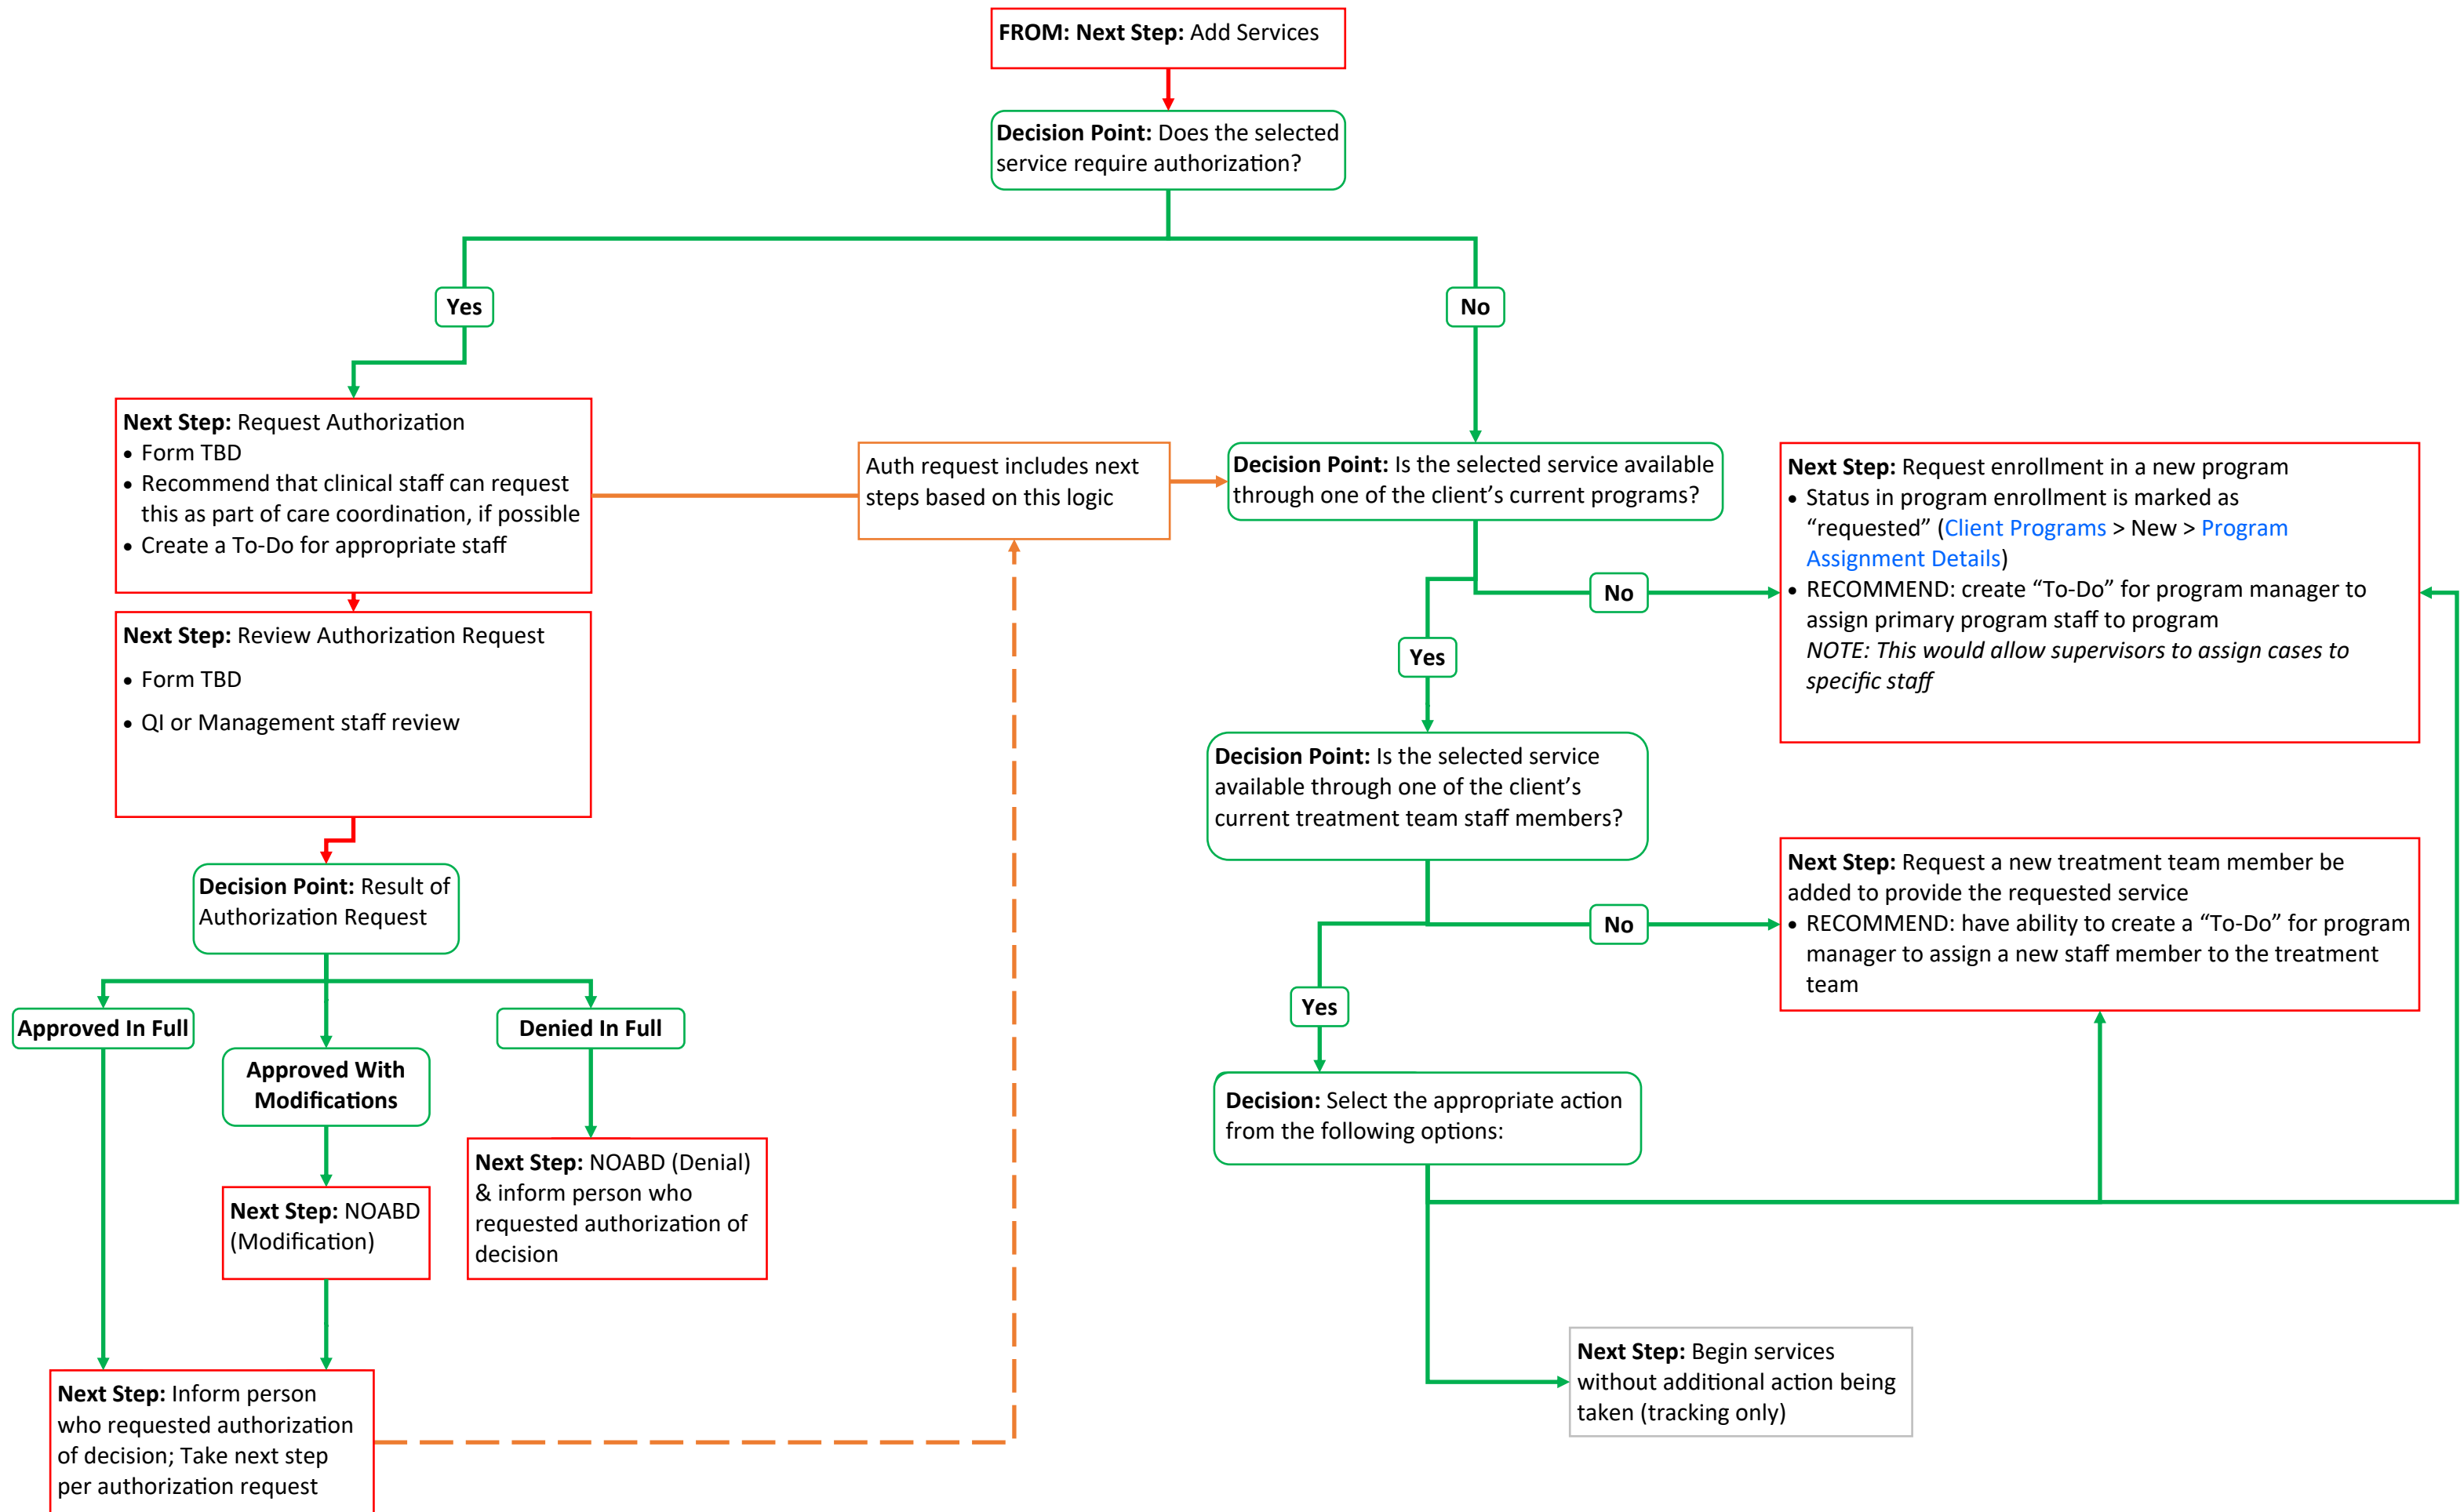 FROM: Next Step: Add Services
Decision Point: Does the selected
service require authorization?
Yes
No
Next Step: Request Authorization
• Form TBD
• Recommend that clinical staff can request
this as part of care coordination, if possible
• Create a To-Do for appropriate staff
Auth request includes next
steps based on this logic
Decision Point: Is the selected service available
through one of the client’s current programs?
Next Step: Request enrollment in a new program
• Status in program enrollment is marked as
“requested” (Client Programs > New > Program
Assignment Details)
• RECOMMEND: create “To-Do” for program manager to
assign primary program staff to program
NOTE: This would allow supervisors to assign cases to
specific staff
No
Yes
Next Step: Review Authorization Request
• Form TBD
• QI or Management staff review
Decision Point: Is the selected service
available through one of the client’s
current treatment team staff members?
Decision Point: Result of
Authorization Request
No
Next Step: Request a new treatment team member be
added to provide the requested service
• RECOMMEND: have ability to create a “To-Do” for program
manager to assign a new staff member to the treatment
team
Yes
Approved In Full
Denied In Full
Approved With
Modifications
Decision: Select the appropriate action
from the following options:
Next Step: NOABD (Denial)
& inform person who
requested authorization of
decision
Next Step: NOABD
(Modification)
Next Step: Begin services
without additional action being
taken (tracking only)
Next Step: Inform person
who requested authorization
of decision; Take next step
per authorization request